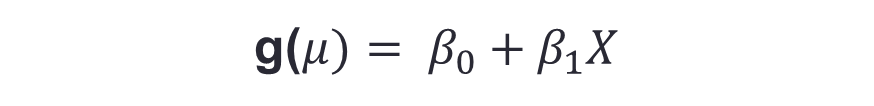 g(μ) = β₀ + β₁X